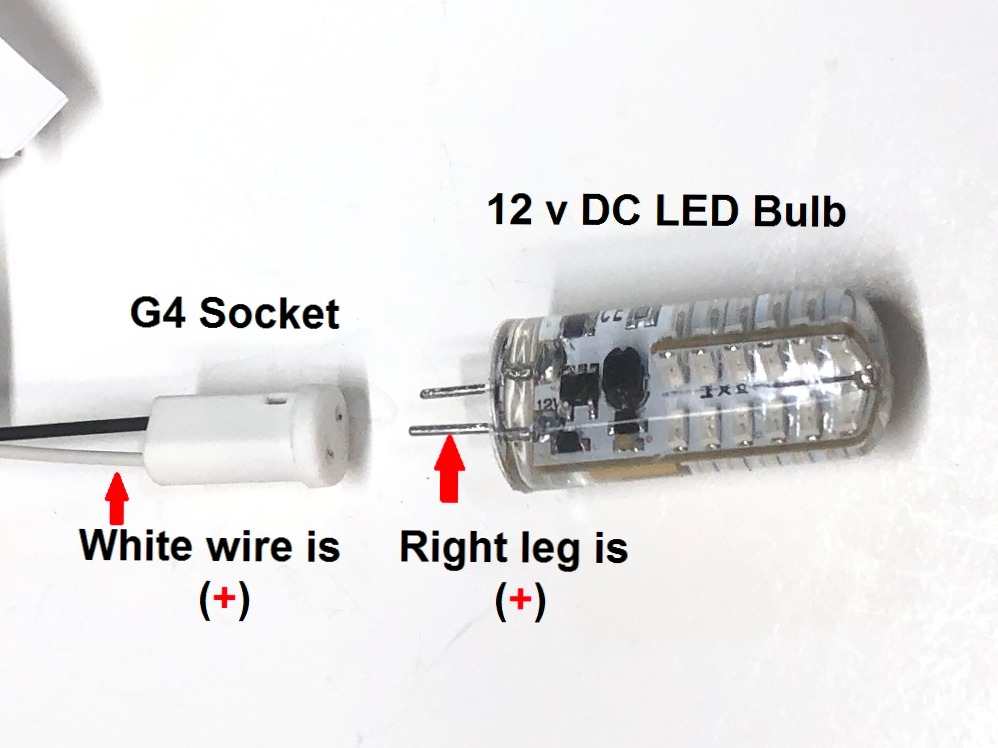 12 v DC LED Bulb
G4 Socket
12V
White wire is
(+)
Right leg is
(+)